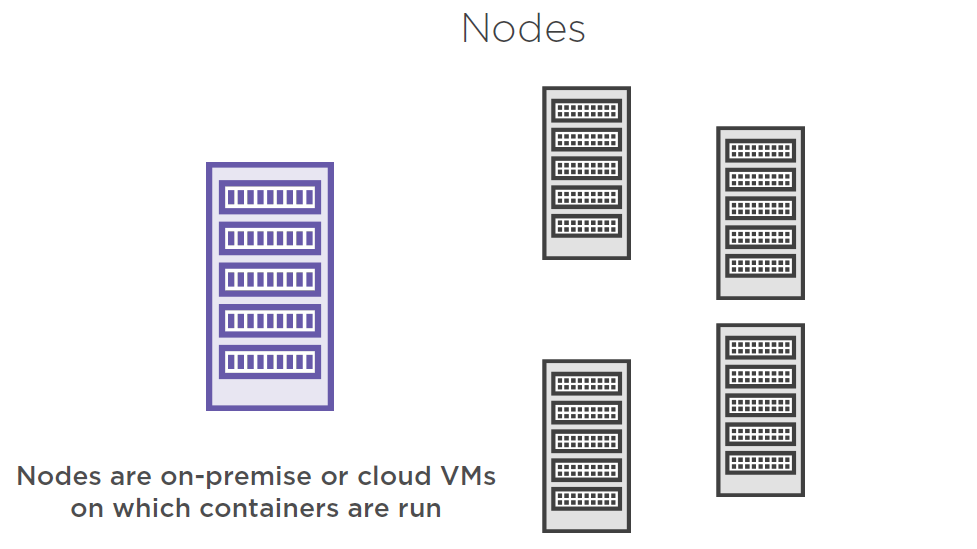 Nodes
Nodes are on-premise or cloud VMs
on which containers are run